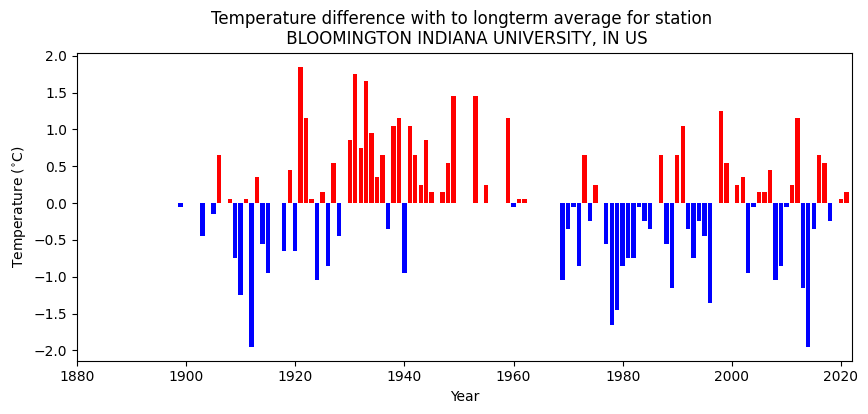 Temperature difference with to longterm average for station
BLOOMINGTON INDIANA UNIVERSITY, IN US
Temperature (°C)
2.0
1.5
1.0
0.5
0.0
−0.5
−1.0
−1.5
−2.0
1880 1900 1920 1940 1960 1980 2000 2020
Year